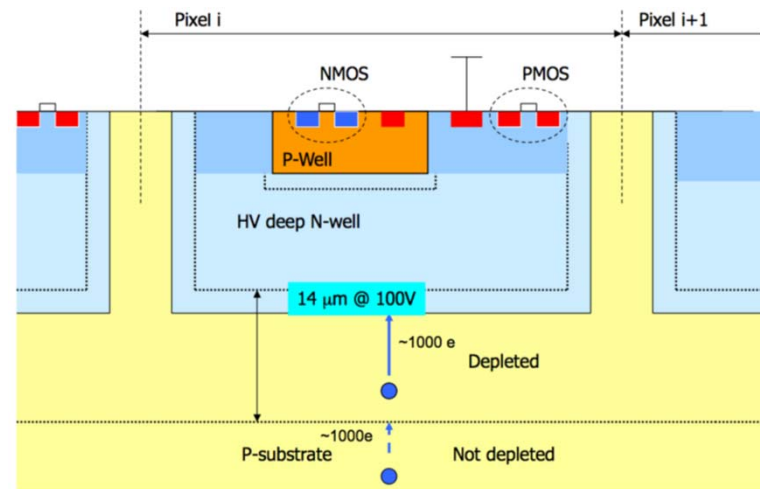 Pixel i
Pixel i+1
NMOS
PMOS
P-Well
HV deep N-well
14 μm @ 100V
~1000 e
Depleted
~1000e
P-substrate
Not depleted